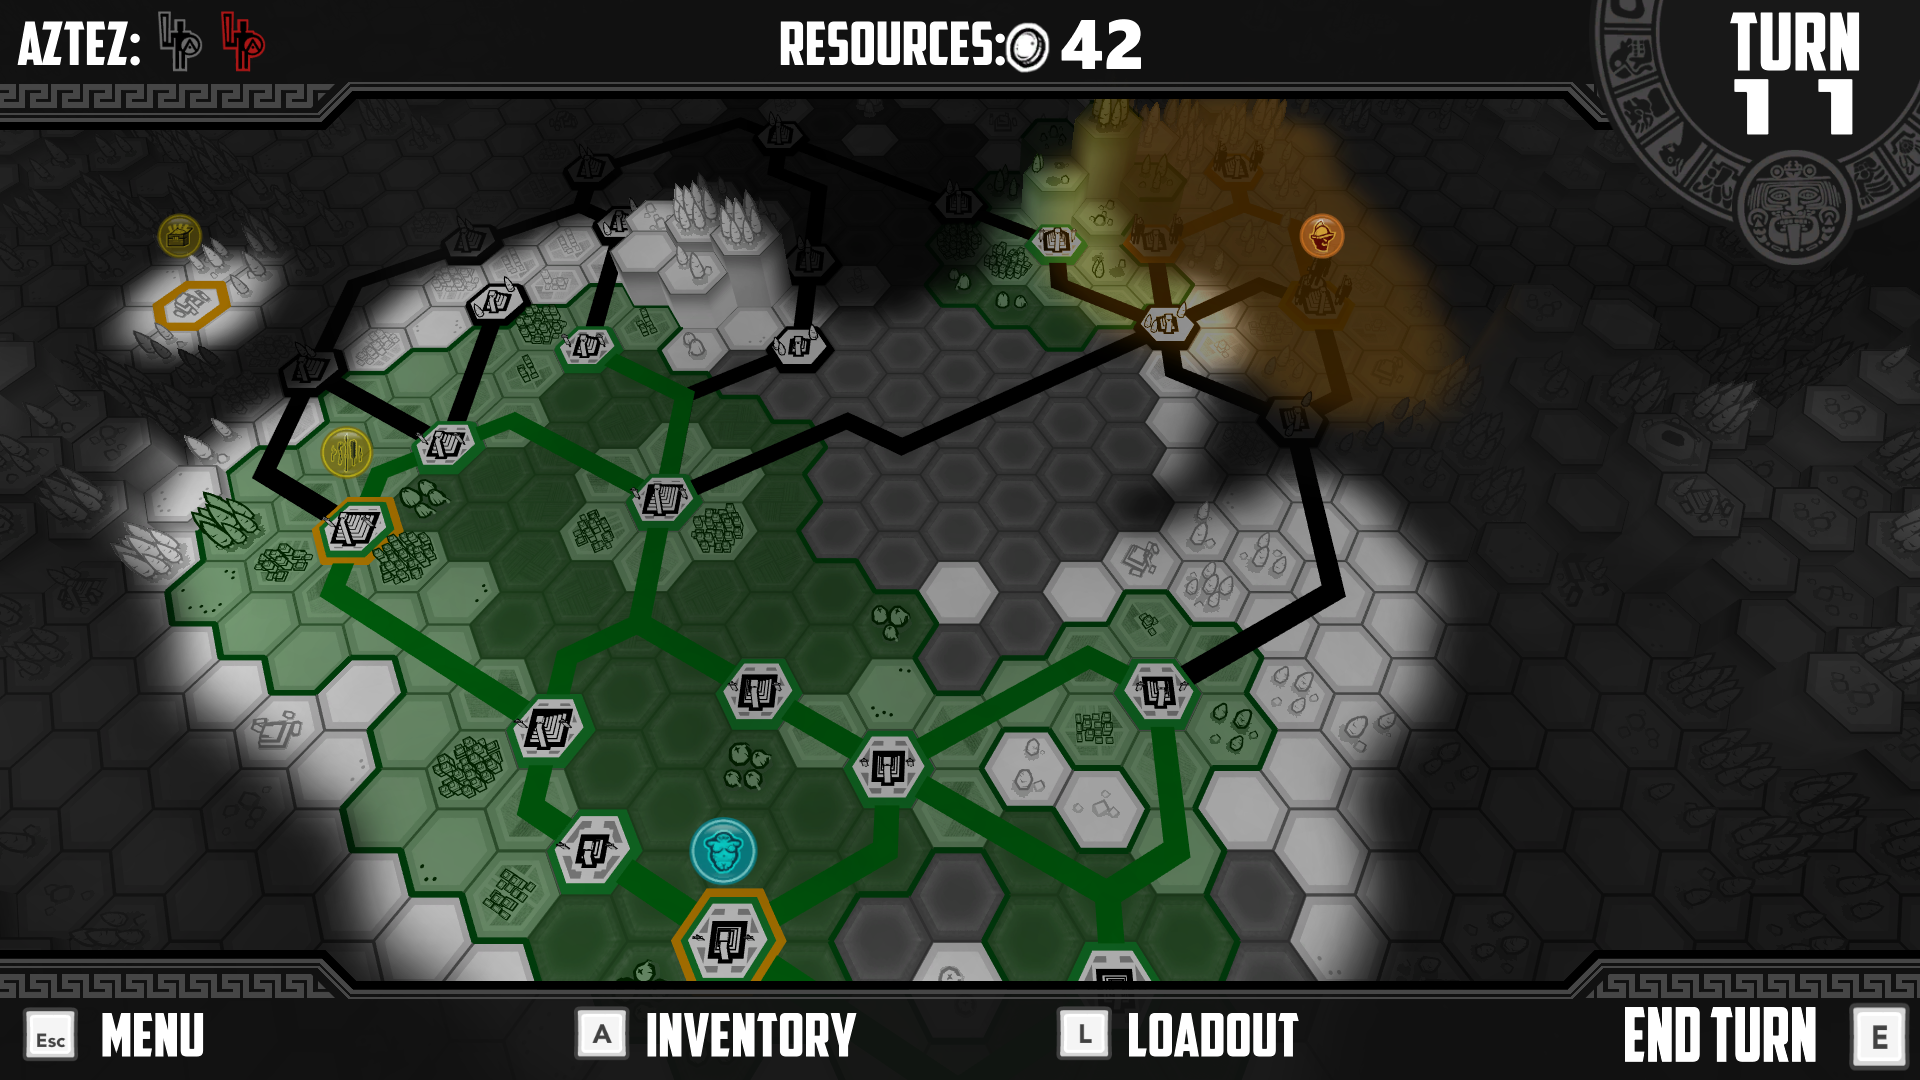 AZTEZ:
RESOURCES: 42
TURN
11
Esc MENU
A INVENTORY
L LOADOUT
END TURN E